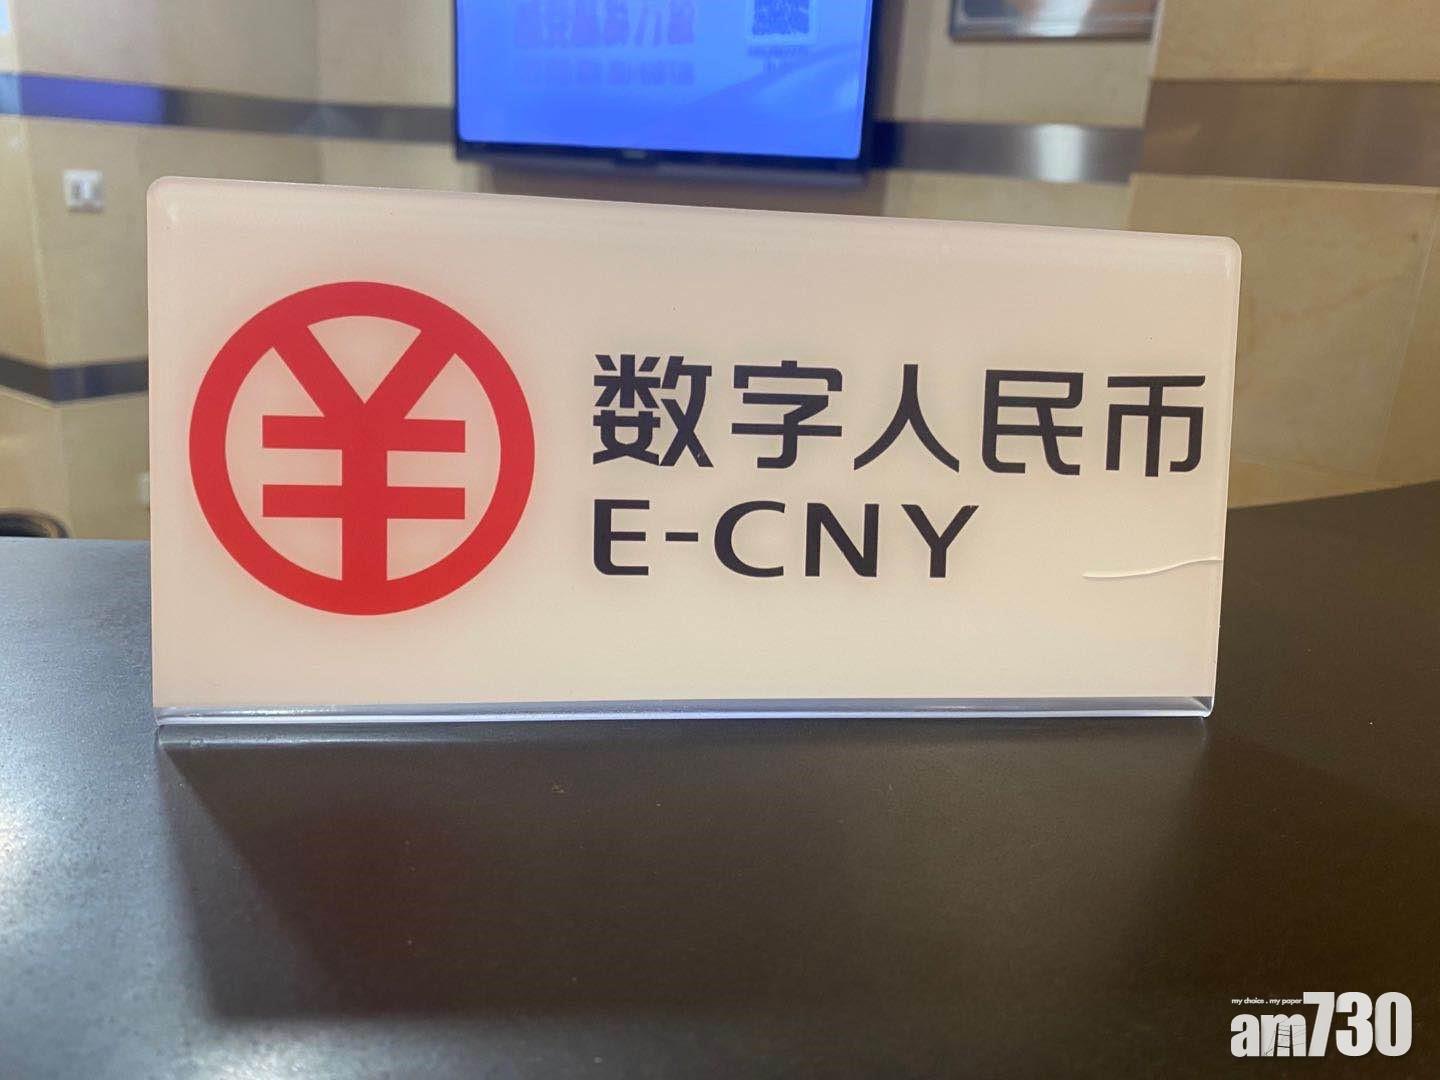 ¥
数字人民币
E-CNY
my choice . my paper
am730